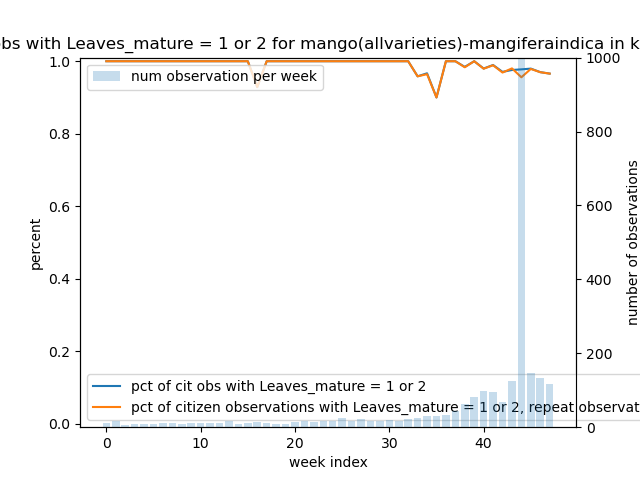 obs with Leaves_mature = 1 or 2 for mango(allvarieties)-mangiferaindica in k
1.0
0.8
0.6
0.4
0.2
0.0
percent
num observation per week
pct of cit obs with Leaves_mature = 1 or 2
pct of citizen observations with Leaves_mature = 1 or 2, repeat observat
0
10
20
30
40
week index
1000
800
600
400
200
0
number of observations